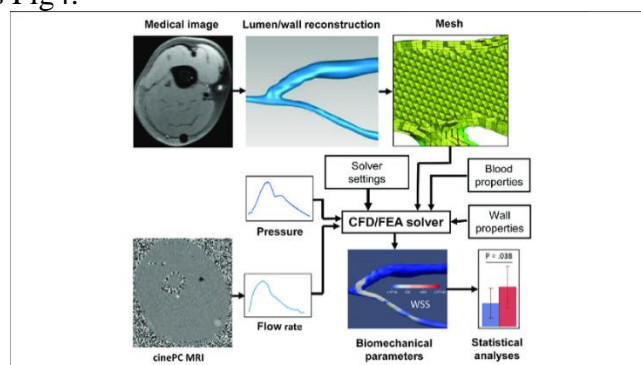 Fig4.
Medical image
Lumen/wall reconstruction
Mesh
Solver
settings
Blood
properties
Pressure
CFD/FEA solver
Wall
properties
P = .038
WSS
Flow rate
cinePC MRI
Biomechanical
parameters
Statistical
analyses